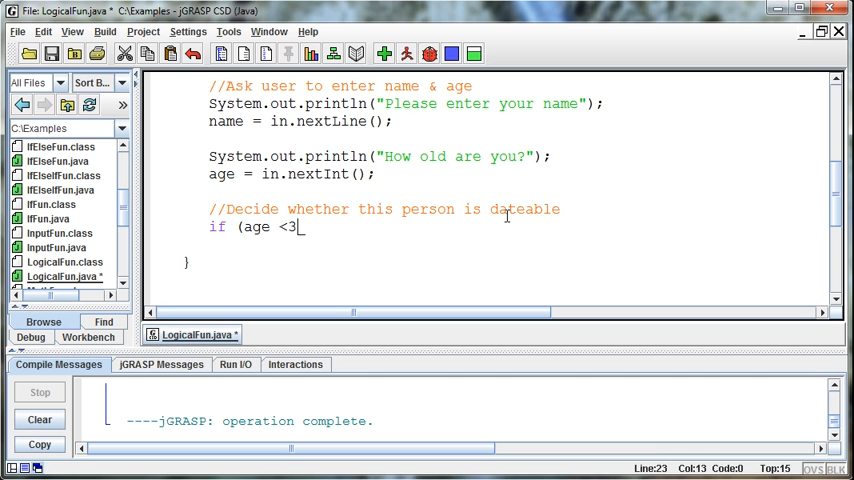 File: LogicalFun.java *  C:\Examples - jGRASP CSD (Java)
File Edit View Build Project Settings Tools Window Help
All Files Sort B...
C:\Examples
IfElseFun.class
IfElseFun.java
IfElseIfFun.class
IfElseIfFun.java
IfFun.class
IfFun.java
InputFun.class
InputFun.java
LogicalFun.class
LogicalFun.java *
Browse Find
Debug Workbench
//Ask user to enter name & age
System.out.println("Please enter your name");
name = in.nextLine();
System.out.println("How old are you?");
age = in.nextInt();
//Decide whether this person is dateable
if (age <3
}
LogicalFun.java *
Compile Messages jGRASP Messages Run I/O Interactions
Stop
Clear
Copy
----jGRASP: operation complete.
Line:23 Col:13 Code:0 Top:15 OVS BLK